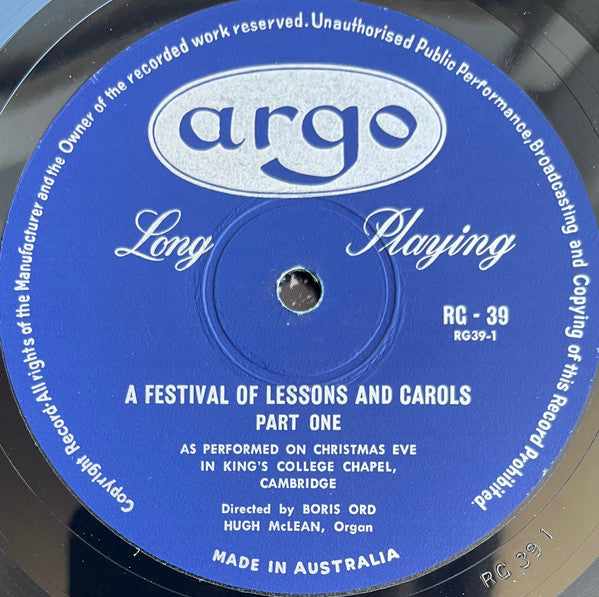 Copyright Record-All rights of the Manufacturer and the Owner of the recorded work reserved. Unauthorised Public Performance, Broadcasting and Copying of this Record Prohibited.
argo
Long Playing
RG - 39
RG39-1
A FESTIVAL OF LESSONS AND CAROLS
PART ONE
AS PERFORMED ON CHRISTMAS EVE
IN KING'S COLLEGE CHAPEL,
CAMBRIDGE
Directed by BORIS ORD
HUGH McLEAN, Organ
MADE IN AUSTRALIA
RG 39 1